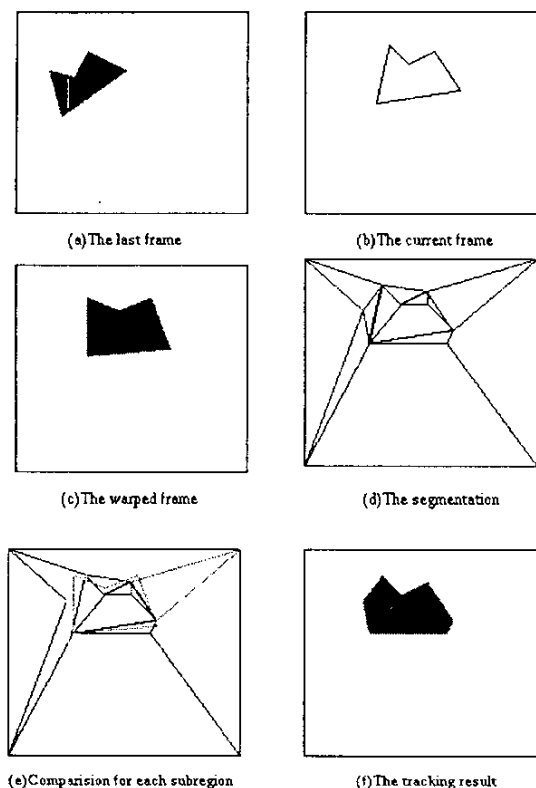 (a)The last frame
(b)The current frame
(c)The warped frame
(d)The segmentation
(e)Comparision for each subregion
(f)The tracking result